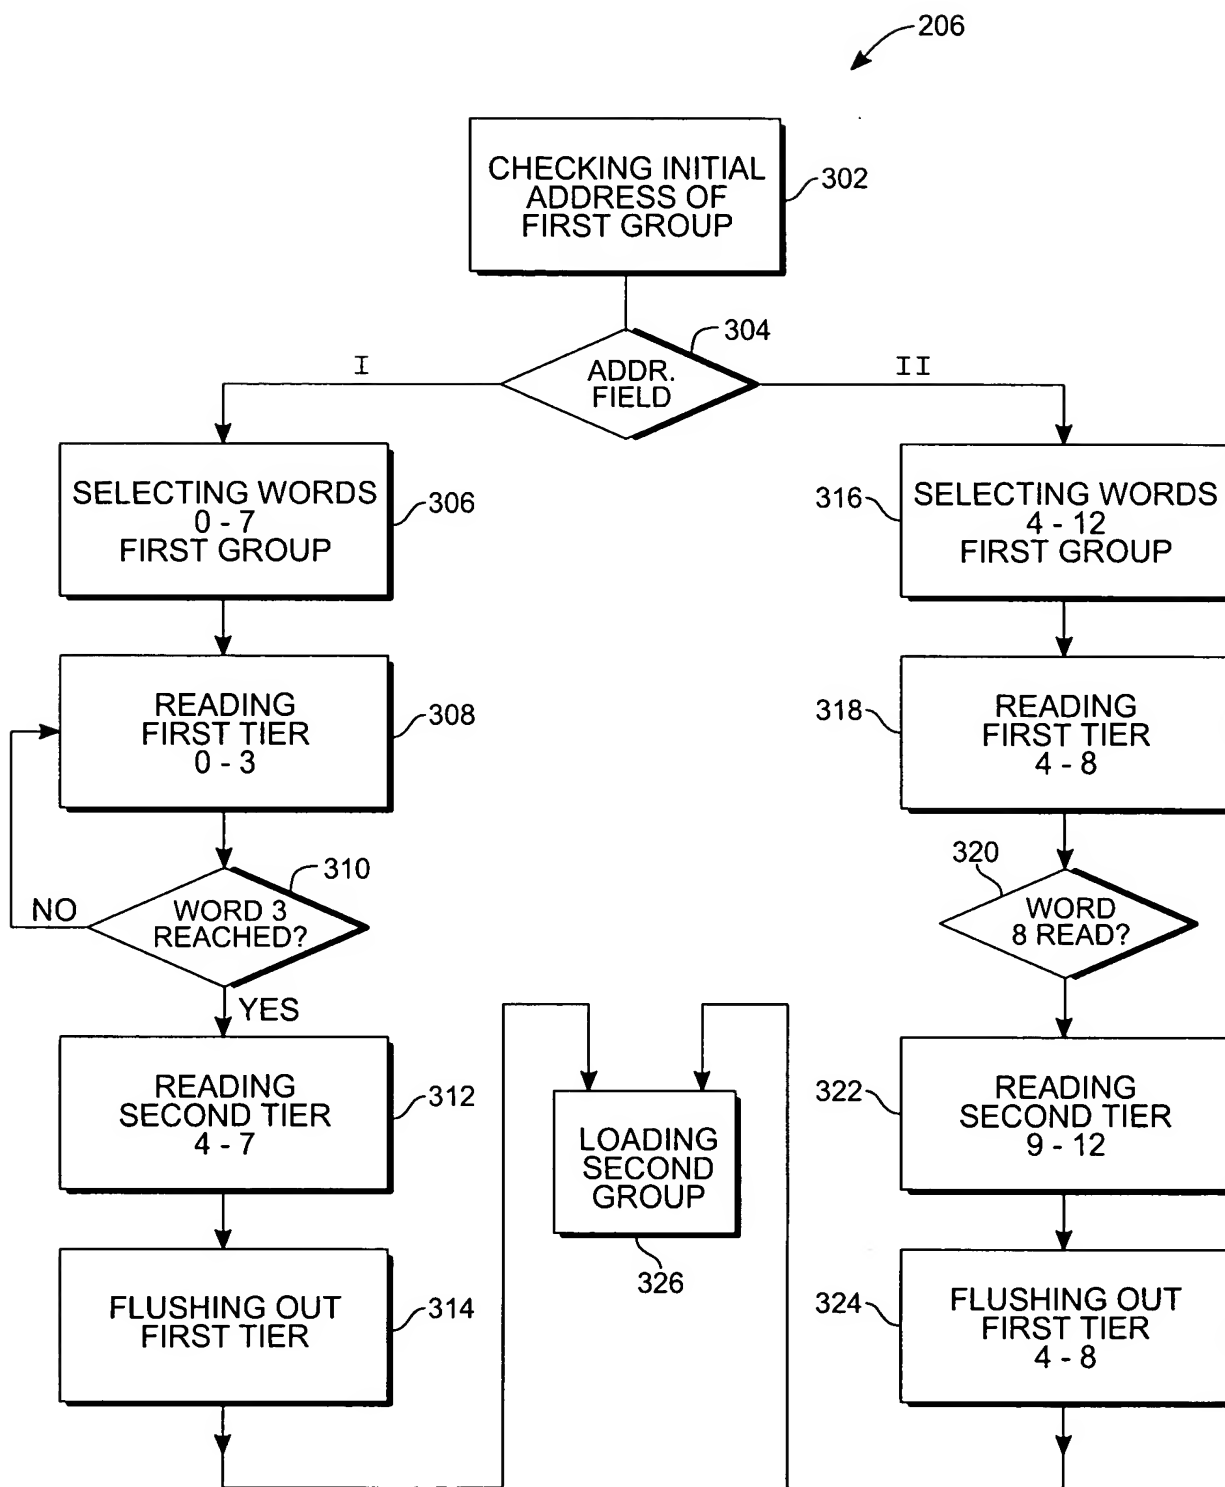 206
CHECKING INITIAL
ADDRESS OF
FIRST GROUP
302
304
ADDR.
FIELD
I
II
SELECTING WORDS
0 - 7
FIRST GROUP
306
316
SELECTING WORDS
4 - 12
FIRST GROUP
READING
FIRST TIER
0 - 3
308
318
READING
FIRST TIER
4 - 8
310
WORD 3
REACHED?
NO
YES
320
WORD
8 READ?
READING
SECOND TIER
4 - 7
312
LOADING
SECOND
GROUP
326
322
READING
SECOND TIER
9 - 12
FLUSHING OUT
FIRST TIER
314
324
FLUSHING OUT
FIRST TIER
4 - 8